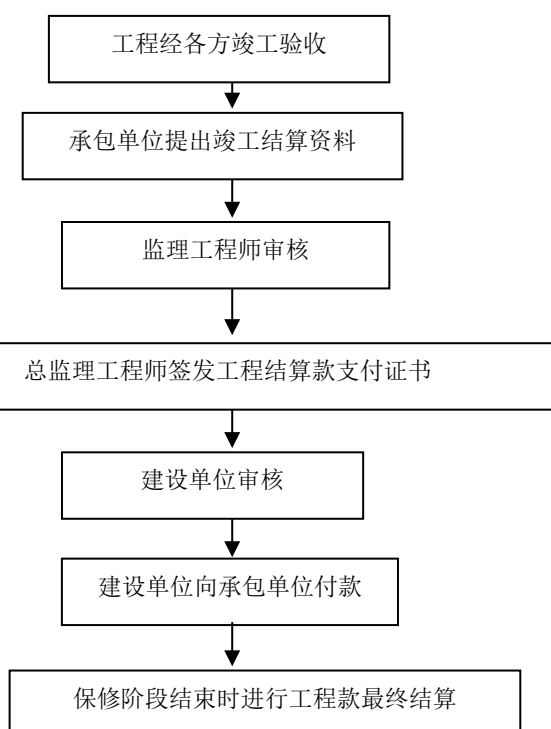 工程经各方竣工验收
承包单位提出竣工结算资料
监理工程师审核
总监理工程师签发工程结算款支付证书
建设单位审核
建设单位向承包单位付款
保修阶段结束时进行工程款最终结算